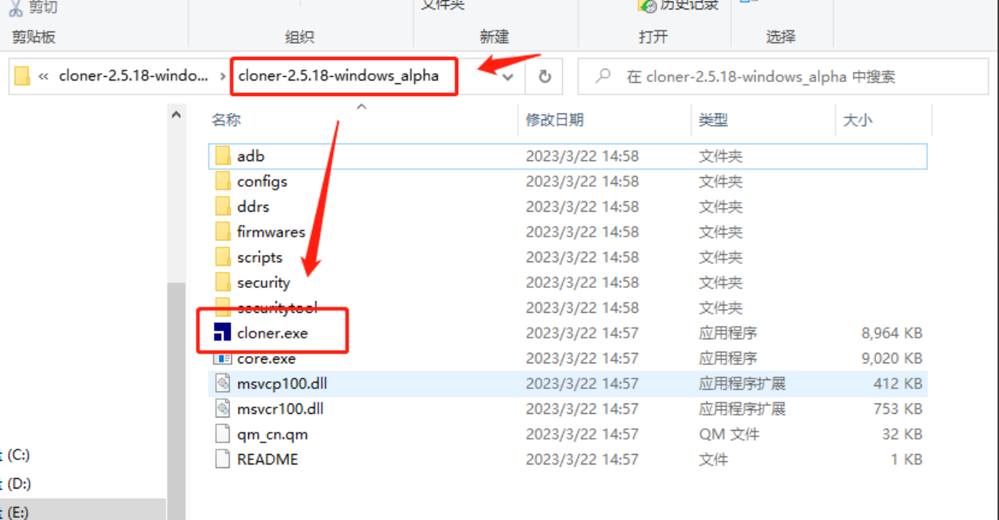 剪切
文件夹
历史记录
剪贴板
组织
新建
打开
选择
« cloner-2.5.18-windo... › cloner-2.5.18-windows_alpha
在 cloner-2.5.18-windows_alpha 中搜索
名称 修改日期 类型 大小
adb 2023/3/22 14:58 文件夹
configs 2023/3/22 14:58 文件夹
ddrs 2023/3/22 14:58 文件夹
firmwares 2023/3/22 14:58 文件夹
scripts 2023/3/22 14:58 文件夹
security 2023/3/22 14:58 文件夹
securitytool 2023/3/22 14:58 文件夹
cloner.exe 2023/3/22 14:57 应用程序 8,964 KB
core.exe 2023/3/22 14:57 应用程序 9,020 KB
msvcp100.dll 2023/3/22 14:57 应用程序扩展 412 KB
msvcr100.dll 2023/3/22 14:57 应用程序扩展 753 KB
qm_cn.qm 2023/3/22 14:57 QM 文件 32 KB
README 2023/3/22 14:57 文件 1 KB
(C:)
(D:)
(E:)